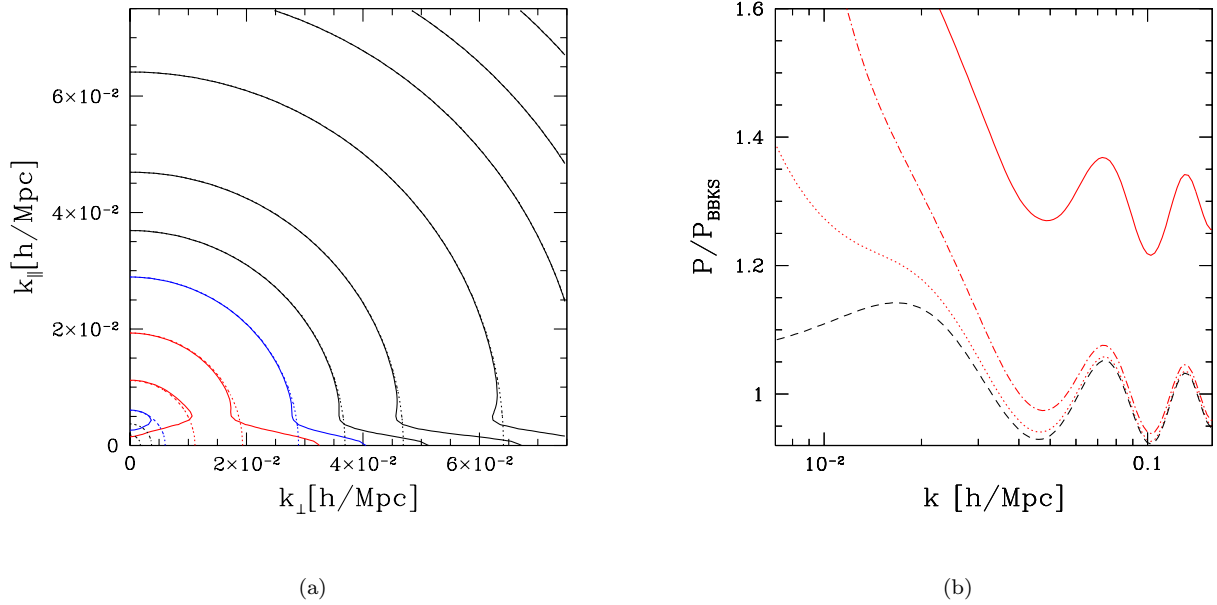 6×10⁻²
4×10⁻²
2×10⁻²
0
k∥[h/Mpc]
0
2×10⁻²
4×10⁻²
6×10⁻²
k⊥[h/Mpc]
(a)
1.6
1.4
1.2
1
P/P_BBKS
10⁻²
0.1
k [h/Mpc]
(b)